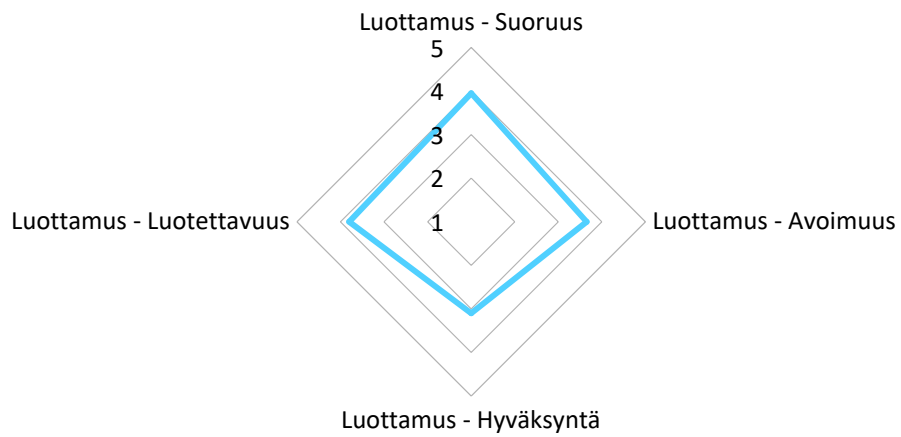 Luottamus - Suoruus
5
4
3
2
1
Luottamus - Luotettavuus
Luottamus - Avoimuus
Luottamus - Hyväksyntä